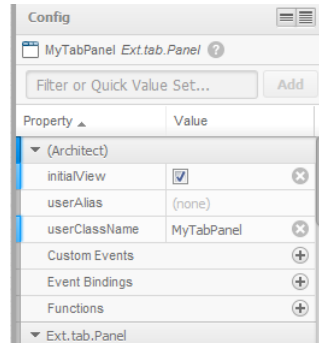 Config
MyTabPanel Ext.tab.Panel ?
Filter or Quick Value Set... Add
Property Value
(Architect)
initialView
userAlias (none)
userClassName MyTabPanel
Custom Events
Event Bindings
Functions
Ext.tab.Panel